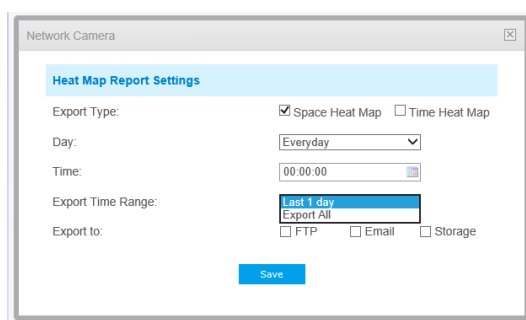 Network Camera
Heat Map Report Settings
Export Type: Space Heat Map Time Heat Map
Day: Everyday
Time: 00:00:00
Export Time Range: Last 1 day
Export All
Export to: FTP Email Storage
Save